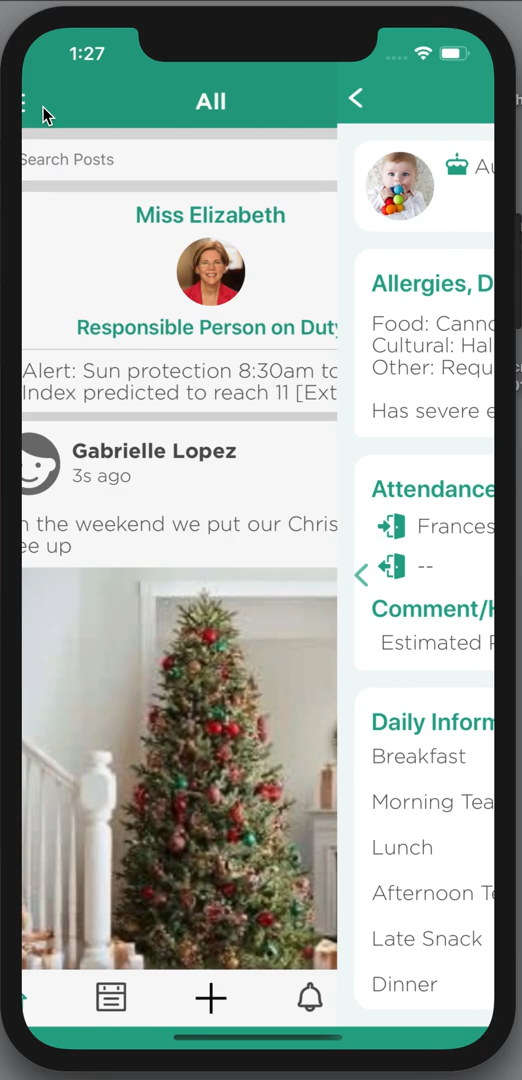 1:27
All
Search Posts
Miss Elizabeth
Responsible Person on Duty
Alert: Sun protection 8:30am to
Index predicted to reach 11 [Ext
Gabrielle Lopez
3s ago
n the weekend we put our Chris
ee up
Au
Allergies, D
Food: Canno
Cultural: Hal
Other: Requ
Has severe e
Attendance
Frances
--
Comment/H
Estimated P
Daily Inform
Breakfast
Morning Tea
Lunch
Afternoon Te
Late Snack
Dinner